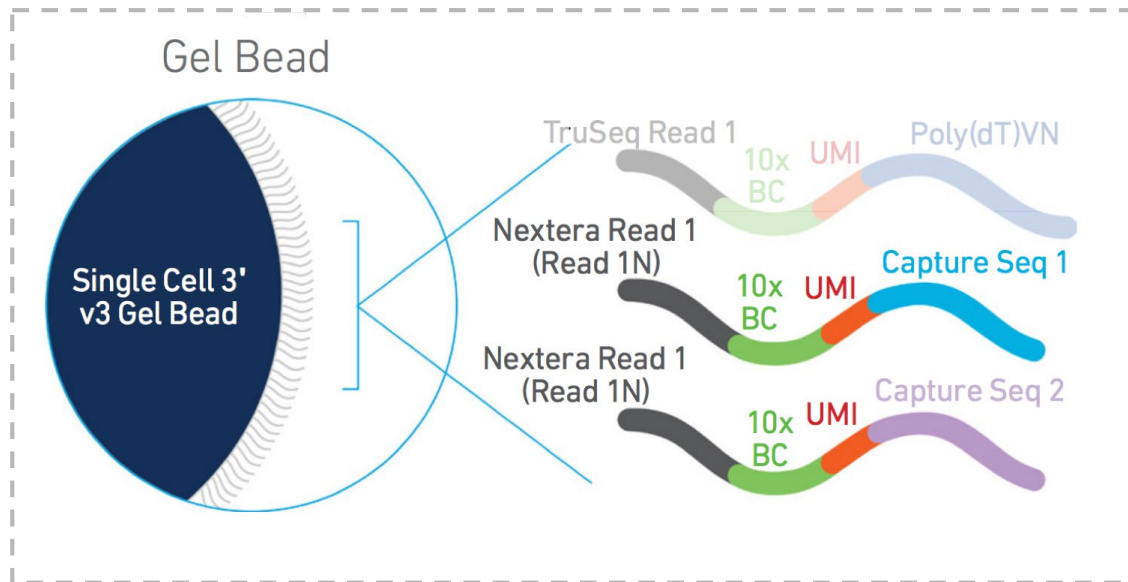 Gel Bead
Single Cell 3'
v3 Gel Bead
TruSeq Read 1
10x
BC
UMI
Poly(dT)VN
Nextera Read 1
(Read 1N)
10x
BC
UMI
Capture Seq 1
Nextera Read 1
(Read 1N)
10x
BC
UMI
Capture Seq 2